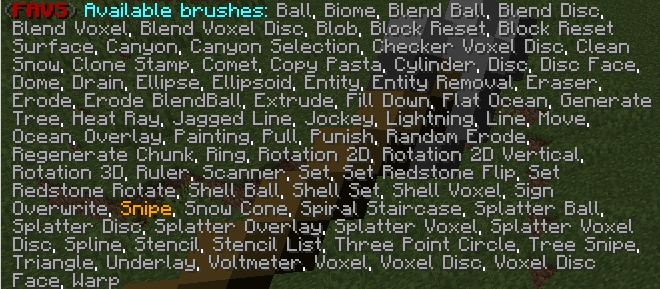 (FAVS) Available brushes: Ball, Biome, Blend Ball, Blend Disc,
Blend Voxel, Blend Voxel Disc, Blob, Block Reset, Block Reset
Surface, Canyon, Canyon Selection, Checker Voxel Disc, Clean
Snow, Clone Stamp, Comet, Copy Pasta, Cylinder, Disc, Disc Face,
Dome, Drain, Ellipse, Ellipsoid, Entity, Entity Removal, Eraser,
Erode, Erode BlendBall, Extrude, Fill Down, Flat Ocean, Generate
Tree, Heat Ray, Jagged Line, Jockey, Lightning, Line, Move,
Ocean, Overlay, Painting, Pull, Punish, Random Erode,
Regenerate Chunk, Ring, Rotation 2D, Rotation 2D Vertical,
Rotation 3D, Ruler, Scanner, Set, Set Redstone Flip, Set
Redstone Rotate, Shell Ball, Shell Set, Shell Voxel, Sign
Overwrite, Snipe, Snow Cone, Spiral Staircase, Splatter Ball,
Splatter Disc, Splatter Overlay, Splatter Voxel, Splatter Voxel
Disc, Spline, Stencil, Stencil List, Three Point Circle, Tree Snipe,
Triangle, Underlay, Voltmeter, Voxel, Voxel Disc, Voxel Disc
Face, Warp